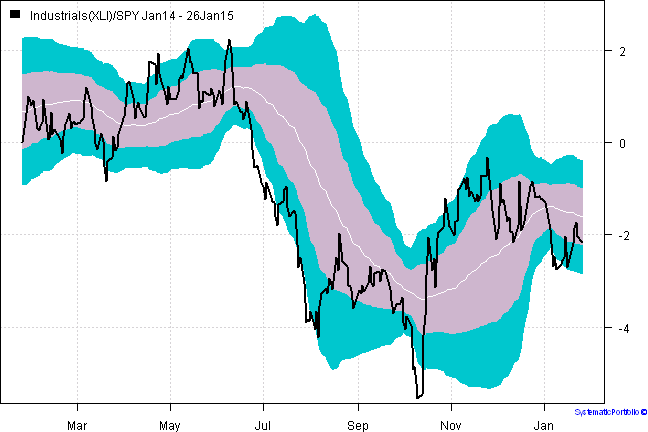 Industrials(XLI)/SPY Jan14 - 26Jan15
2
0
-2
-4
Mar May Jul Sep Nov Jan
SystematicPortfolio ©